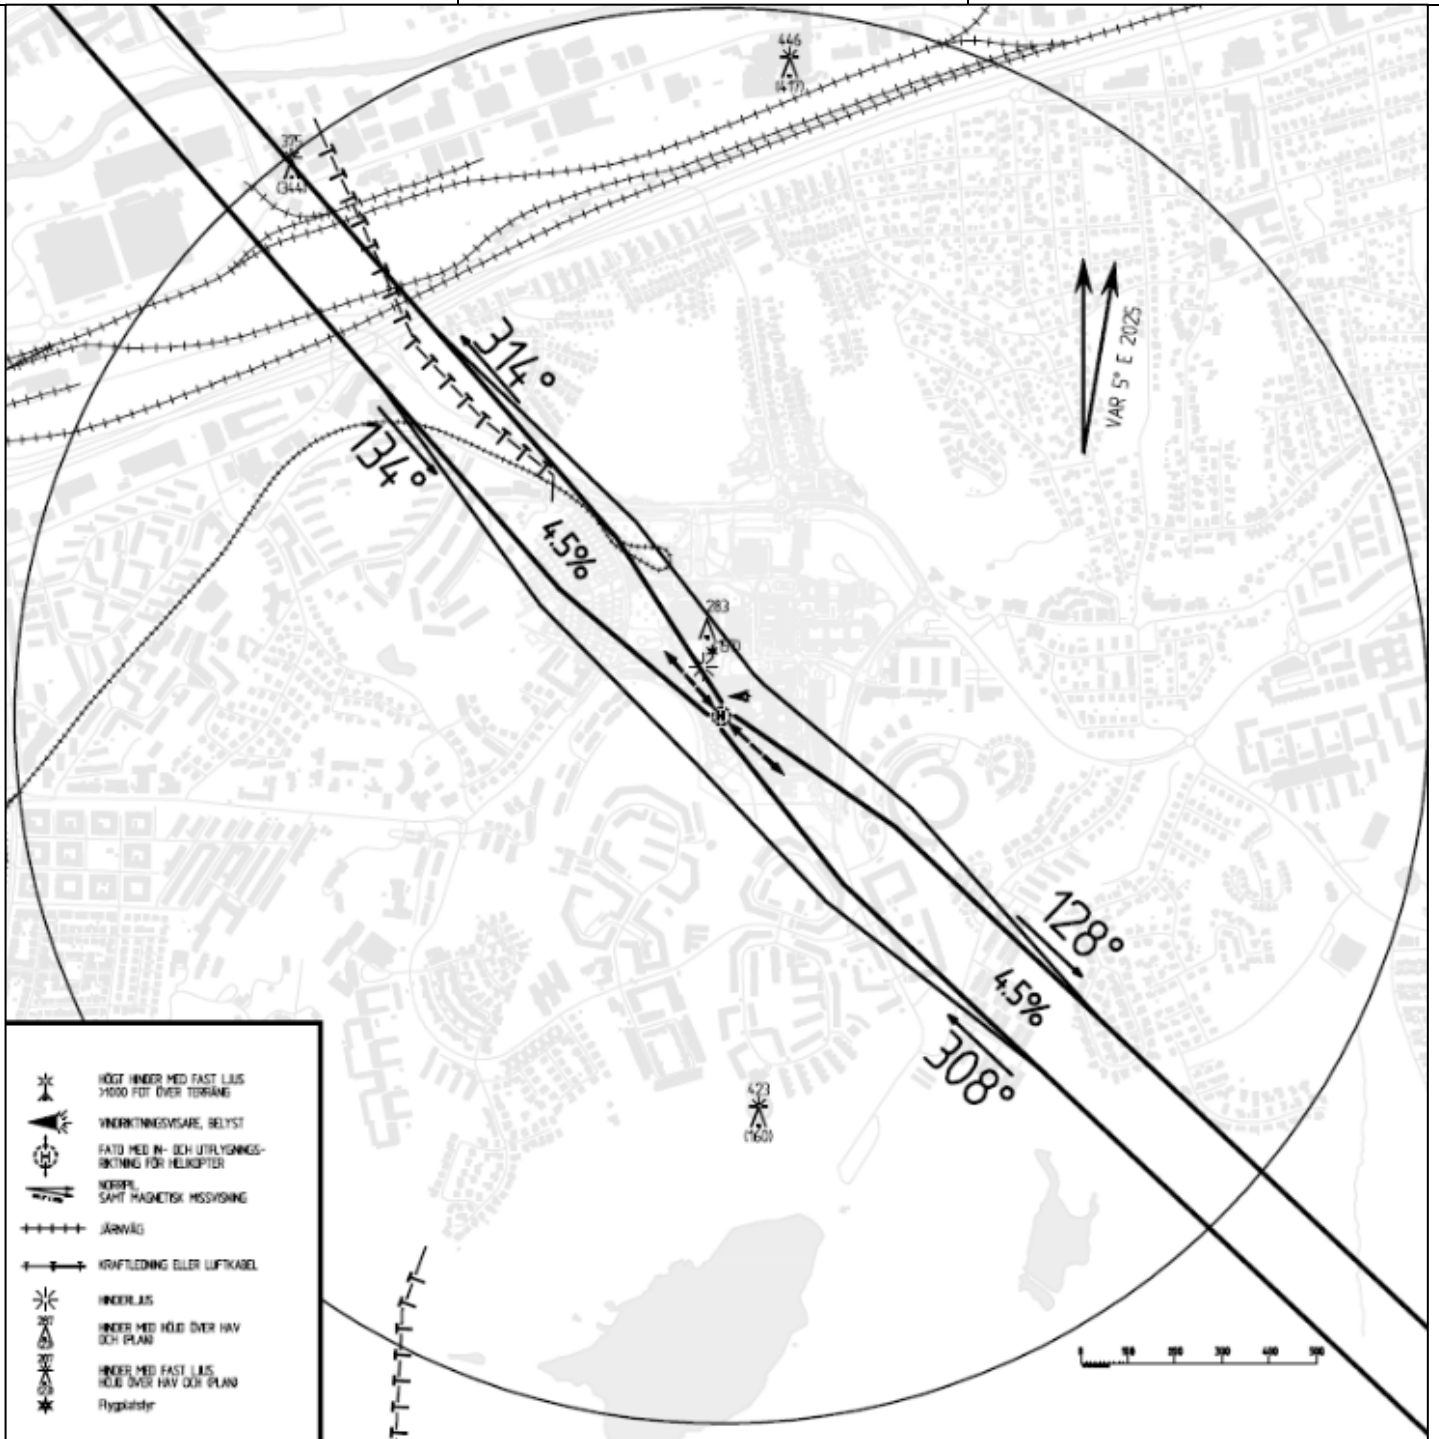 446
(417)
375
(344)
314°
VAR 5° E 2025
134°
4.5%
283
H
128°
4.5%
308°
423
(160)
HÖGT HINDER MED FAST LJUS
>1000 FOT ÖVER TERRÄNG
VINDRIKTNINGSVISARE, BELYST
H
FATO MED IN- OCH UTFLYGNINGS-
RIKTNING FÖR HELIKOPTER
NORRPIL
SAMT MAGNETISK MISSVISNING
JÄRNVÄG
KRAFTLEDNING ELLER LUFTKABEL
HINDERLJUS
HINDER MED HÖJD ÖVER HAV
OCH (PLAN)
HINDER MED FAST LJUS,
HÖJD ÖVER HAV OCH (PLAN)
Flygplatsfyr
0 100 200 300 400 500